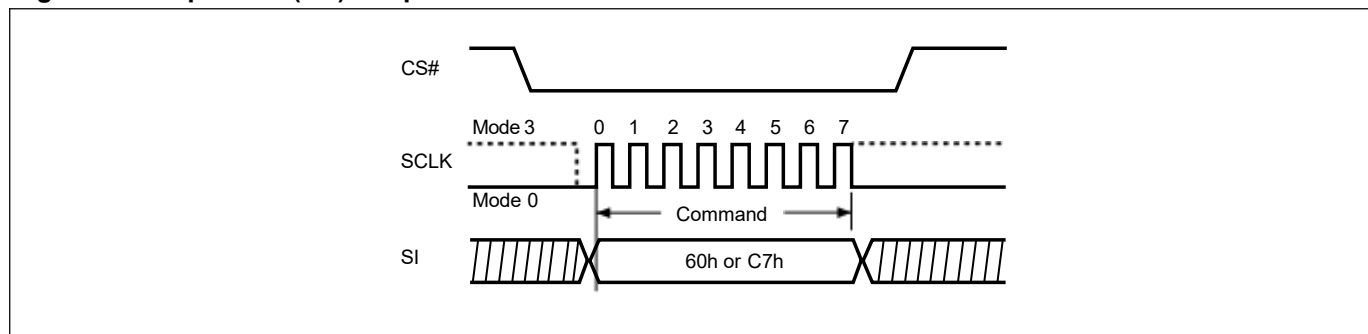 CS#
Mode 3 0 1 2 3 4 5 6 7
SCLK
Mode 0
Command
SI
60h or C7h